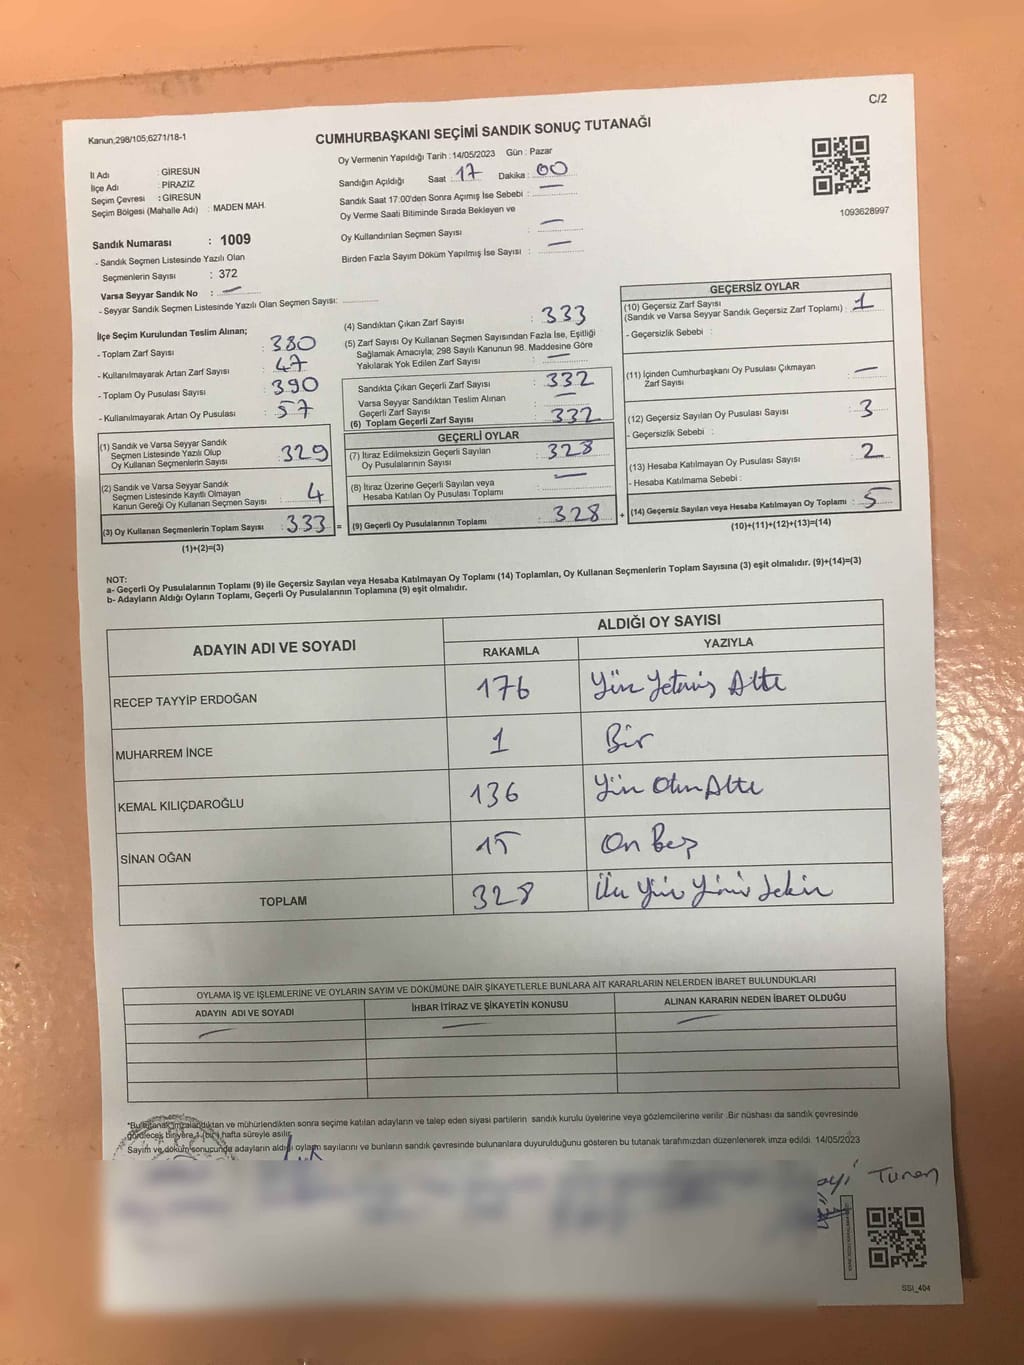 C/2
Kanun,298/105;6271/18-1
CUMHURBAŞKANI SEÇİMİ SANDIK SONUÇ TUTANAĞI
İl Adı : GİRESUN
İlçe Adı : PİRAZİZ
Seçim Çevresi : GİRESUN
Seçim Bölgesi (Mahalle Adı) : MADEN MAH.
Oy Vermenin Yapıldığı Tarih : 14/05/2023 Gün : Pazar
Sandığın Açıldığı Saat : 17 Dakika : 00
Sandık Saat 17:00'den Sonra Açımış İse Sebebi : —
Oy Verme Saati Bitiminde Sırada Bekleyen ve
Oy Kullandırılan Seçmen Sayısı : —
Birden Fazla Sayım Döküm Yapılmış İse Sayısı : —
1093628997
Sandık Numarası : 1009
- Sandık Seçmen Listesinde Yazılı Olan
Seçmenlerin Sayısı : 372
Varsa Seyyar Sandık No : —
- Seyyar Sandık Seçmen Listesinde Yazılı Olan Seçmen Sayısı:
İlçe Seçim Kurulundan Teslim Alınan;
- Toplam Zarf Sayısı : 380
- Kullanılmayarak Artan Zarf Sayısı : 47
- Toplam Oy Pusulası Sayısı : 390
- Kullanılmayarak Artan Oy Pusulası : 57
(1) Sandık ve Varsa Seyyar Sandık
Seçmen Listesinde Yazılı Olup
Oy Kullanan Seçmenlerin Sayısı : 329
(2) Sandık ve Varsa Seyyar Sandık
Seçmen Listesinde Kayıtlı Olmayan
Kanun Gereği Oy Kullanan Seçmen Sayısı : 4
(3) Oy Kullanan Seçmenlerin Toplam Sayısı : 333 =
(1)+(2)=(3)
(4) Sandıktan Çıkan Zarf Sayısı : 333
(5) Zarf Sayısı Oy Kullanan Seçmen Sayısından Fazla İse, Eşitliği
Sağlamak Amacıyla; 298 Sayılı Kanunun 98. Maddesine Göre
Yakılarak Yok Edilen Zarf Sayısı : —
Sandıkta Çıkan Geçerli Zarf Sayısı : 332
Varsa Seyyar Sandıktan Teslim Alınan
Geçerli Zarf Sayısı : —
(6) Toplam Geçerli Zarf Sayısı : 332
GEÇERLİ OYLAR
(7) İtiraz Edilmeksizin Geçerli Sayılan
Oy Pusulalarının Sayısı : 328
(8) İtiraz Üzerine Geçerli Sayılan veya
Hesaba Katılan Oy Pusulası Toplamı : —
(9) Geçerli Oy Pusulalarının Toplamı : 328 +
GEÇERSİZ OYLAR
(10) Geçersiz Zarf Sayısı
(Sandık ve Varsa Seyyar Sandık Geçersiz Zarf Toplamı) : 1
- Geçersizlik Sebebi :
(11) İçinden Cumhurbaşkanı Oy Pusulası Çıkmayan
Zarf Sayısı : —
(12) Geçersiz Sayılan Oy Pusulası Sayısı : 3
- Geçersizlik Sebebi :
(13) Hesaba Katılmayan Oy Pusulası Sayısı : 2
- Hesaba Katılmama Sebebi :
(14) Geçersiz Sayılan veya Hesaba Katılmayan Oy Toplamı : 5
(10)+(11)+(12)+(13)=(14)
NOT:
a- Geçerli Oy Pusulalarının Toplamı (9) ile Geçersiz Sayılan veya Hesaba Katılmayan Oy Toplamı (14) Toplamları, Oy Kullanan Seçmenlerin Toplam Sayısına (3) eşit olmalıdır. (9)+(14)=(3)
b- Adayların Aldığı Oyların Toplamı, Geçerli Oy Pusulalarının Toplamına (9) eşit olmalıdır.
ADAYIN ADI VE SOYADI
ALDIĞI OY SAYISI
RAKAMLA YAZIYLA
RECEP TAYYİP ERDOĞAN 176 Yüz Yetmiş Altı
MUHARREM İNCE 1 Bir
KEMAL KILIÇDAROĞLU 136 Yüz Otuz Altı
SİNAN OĞAN 15 On Beş
TOPLAM 328 Üç Yüz Yirmi Sekiz
OYLAMA İŞ VE İŞLEMLERİNE VE OYLARIN SAYIM VE DÖKÜMÜNE DAİR ŞİKAYETLERLE BUNLARA AİT KARARLARIN NELERDEN İBARET BULUNDUKLARI
ADAYIN ADI VE SOYADI İHBAR İTİRAZ VE ŞİKAYETİN KONUSU ALINAN KARARIN NEDEN İBARET OLDUĞU
— — —
*Bu tutanak imzalandıktan ve mühürlendikten sonra seçime katılan adayların ve talep eden siyasi partilerin sandık kurulu üyelerine veya gözlemcilerine verilir .Bir nüshası da sandık çevresinde
görülecek bir yere 1 (bir) hafta süreyle asılır.
Sayım ve döküm sonucunda adayların aldığı oyların sayılarını ve bunların sandık çevresinde bulunanlara duyurulduğunu gösteren bu tutanak tarafımızdan düzenlenerek imza edildi. 14/05/2023
Turan
SSI_404